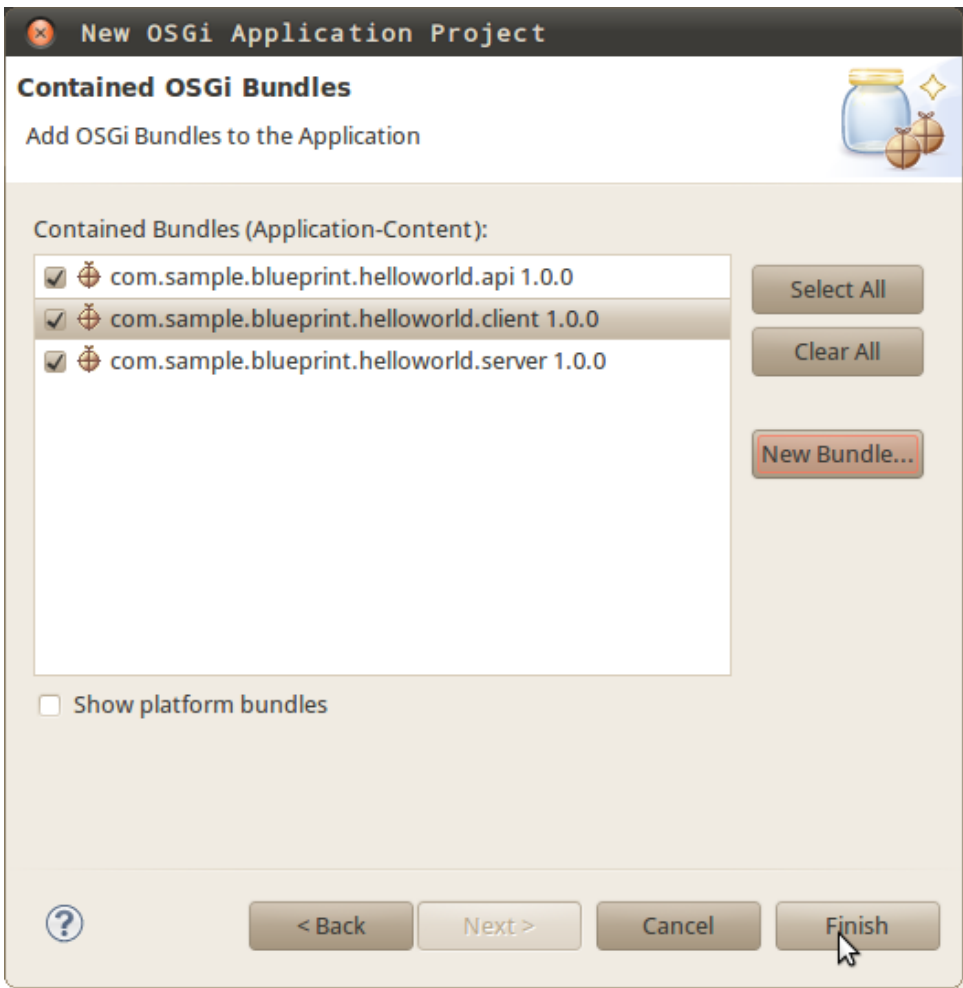 New OSGi Application Project
Contained OSGi Bundles
Add OSGi Bundles to the Application
Contained Bundles (Application-Content):
com.sample.blueprint.helloworld.api 1.0.0
com.sample.blueprint.helloworld.client 1.0.0
com.sample.blueprint.helloworld.server 1.0.0
Select All
Clear All
New Bundle...
Show platform bundles
?
< Back
Next >
Cancel
Finish